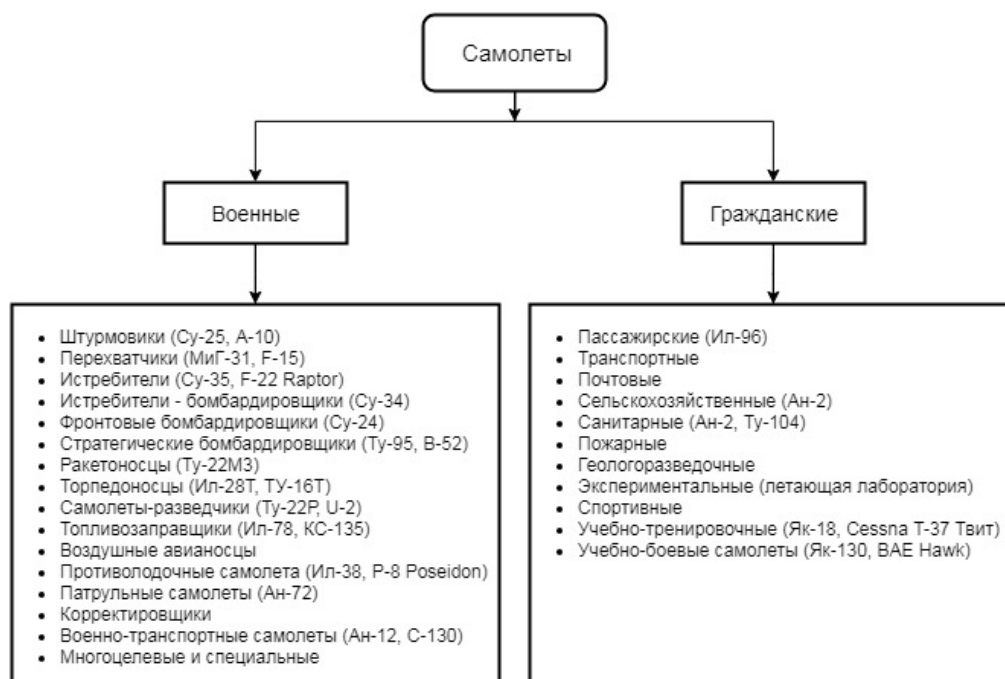 Самолеты
Военные
Гражданские
Штурмовики (Су-25, А-10)
Перехватчики (МиГ-31, F-15)
Истребители (Су-35, F-22 Raptor)
Истребители - бомбардировщики (Су-34)
Фронтовые бомбардировщики (Су-24)
Стратегические бомбардировщики (Ту-95, B-52)
Ракетоносцы (Ту-22М3)
Торпедоносцы (Ил-28Т, ТУ-16Т)
Самолеты-разведчики (Ту-22Р, U-2)
Топливозаправщики (Ил-78, КС-135)
Воздушные авианосцы
Противолодочные самолета (Ил-38, P-8 Poseidon)
Патрульные самолеты (Ан-72)
Корректировщики
Военно-транспортные самолеты (Ан-12, С-130)
Многоцелевые и специальные
Пассажирские (Ил-96)
Транспортные
Почтовые
Сельскохозяйственные (Ан-2)
Санитарные (Ан-2, Ту-104)
Пожарные
Геологоразведочные
Экспериментальные (летающая лаборатория)
Спортивные
Учебно-тренировочные (Як-18, Cessna T-37 Твит)
Учебно-боевые самолеты (Як-130, BAE Hawk)